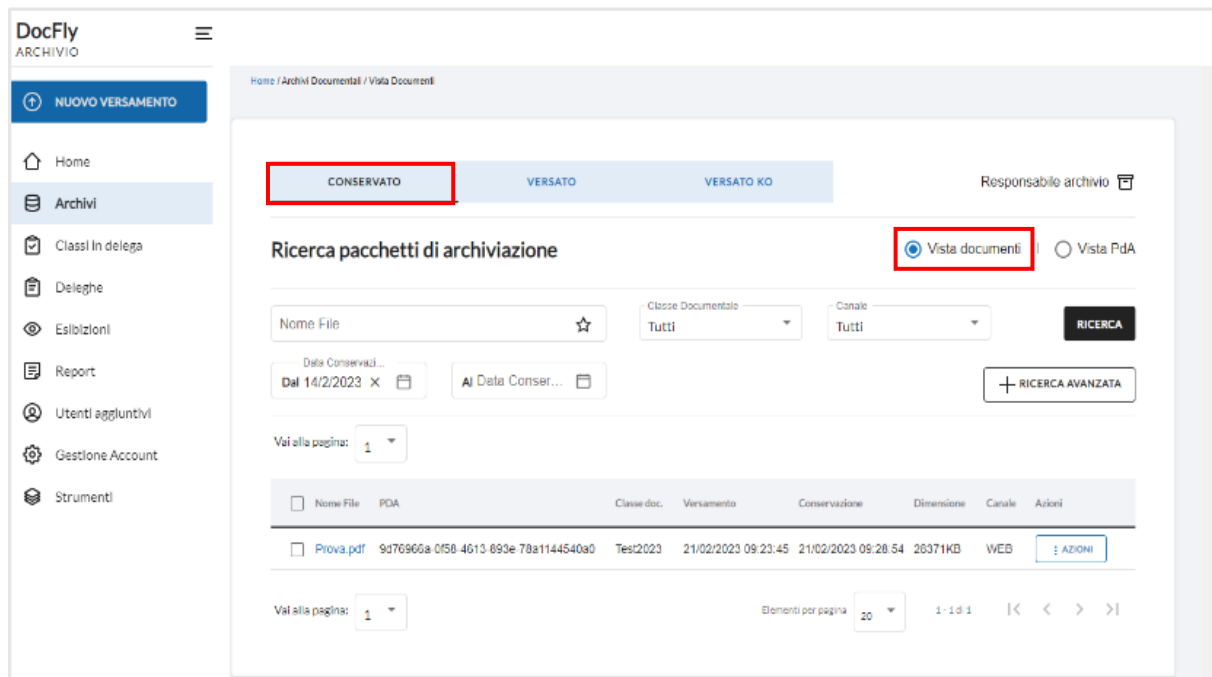 DocFly
ARCHIVIO
NUOVO VERSAMENTO
Home
Archivi
Classi in delega
Deleghe
Esibizioni
Report
Utenti aggiuntivi
Gestione Account
Strumenti
Home / Archivi Documentali / Vista Documenti
CONSERVATO VERSATO VERSATO KO Responsabile archivio
Ricerca pacchetti di archiviazione Vista documenti | Vista PdA
Nome File Classe Documentale Tutti Canale Tutti RICERCA
Data Conservazi...
Dal 14/2/2023 × Al Data Conser... + RICERCA AVANZATA
Vai alla pagina: 1
Nome File PDA Classe doc. Versamento Conservazione Dimensione Canale Azioni
Prova.pdf 9d76966a-0f58-4613-893e-78a1144540a0 Test2023 21/02/2023 09:23:45 21/02/2023 09:28:54 26371KB WEB AZIONI
Vai alla pagina: 1 Elementi per pagina 20 1 - 1 di 1